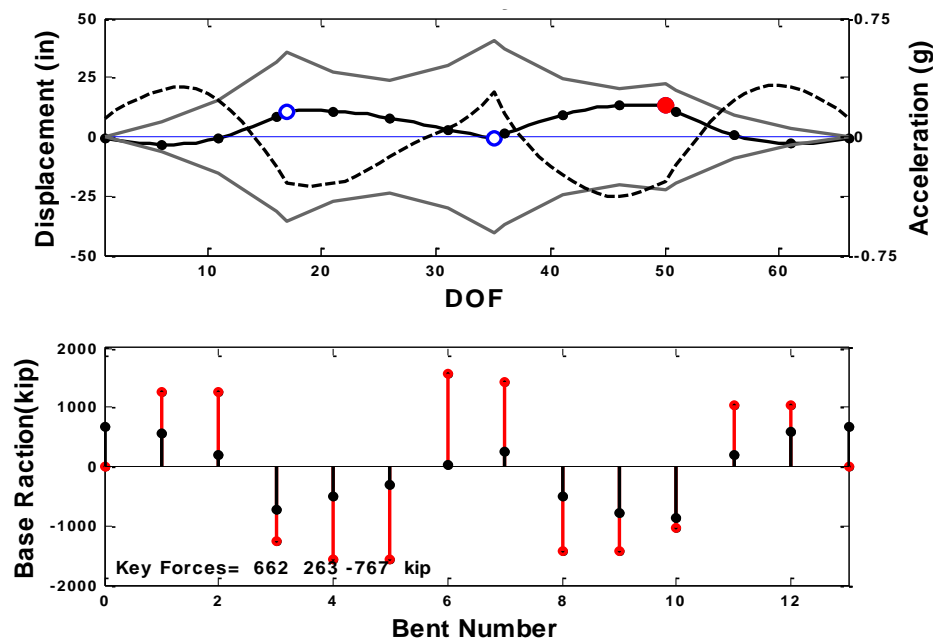 50
25
0
-25
-50
Displacement (in)
0.75
0
-0.75
Acceleration (g)
10 20 30 40 50 60
DOF
2000
1000
0
-1000
-2000
Base Raction(kip)
Key Forces= 662 263 -767 kip
0 2 4 6 8 10 12
Bent Number